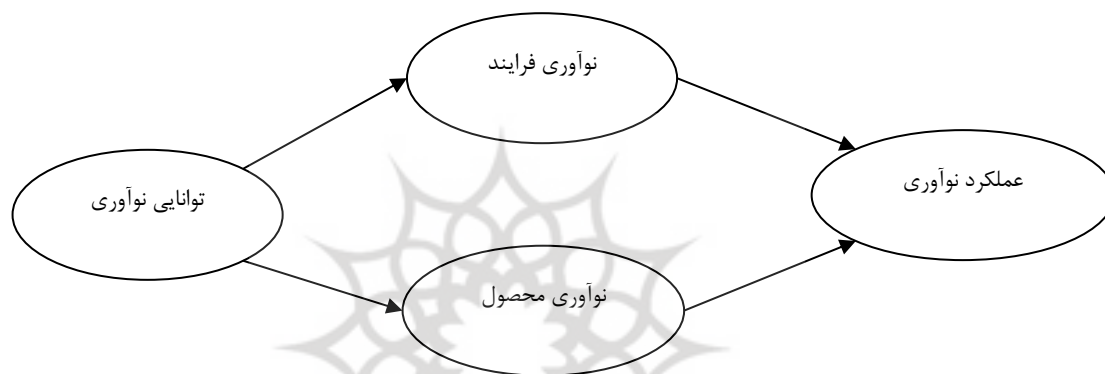 نوآوری فرایند
عملکرد نوآوری
توانایی نوآوری
نوآوری محصول